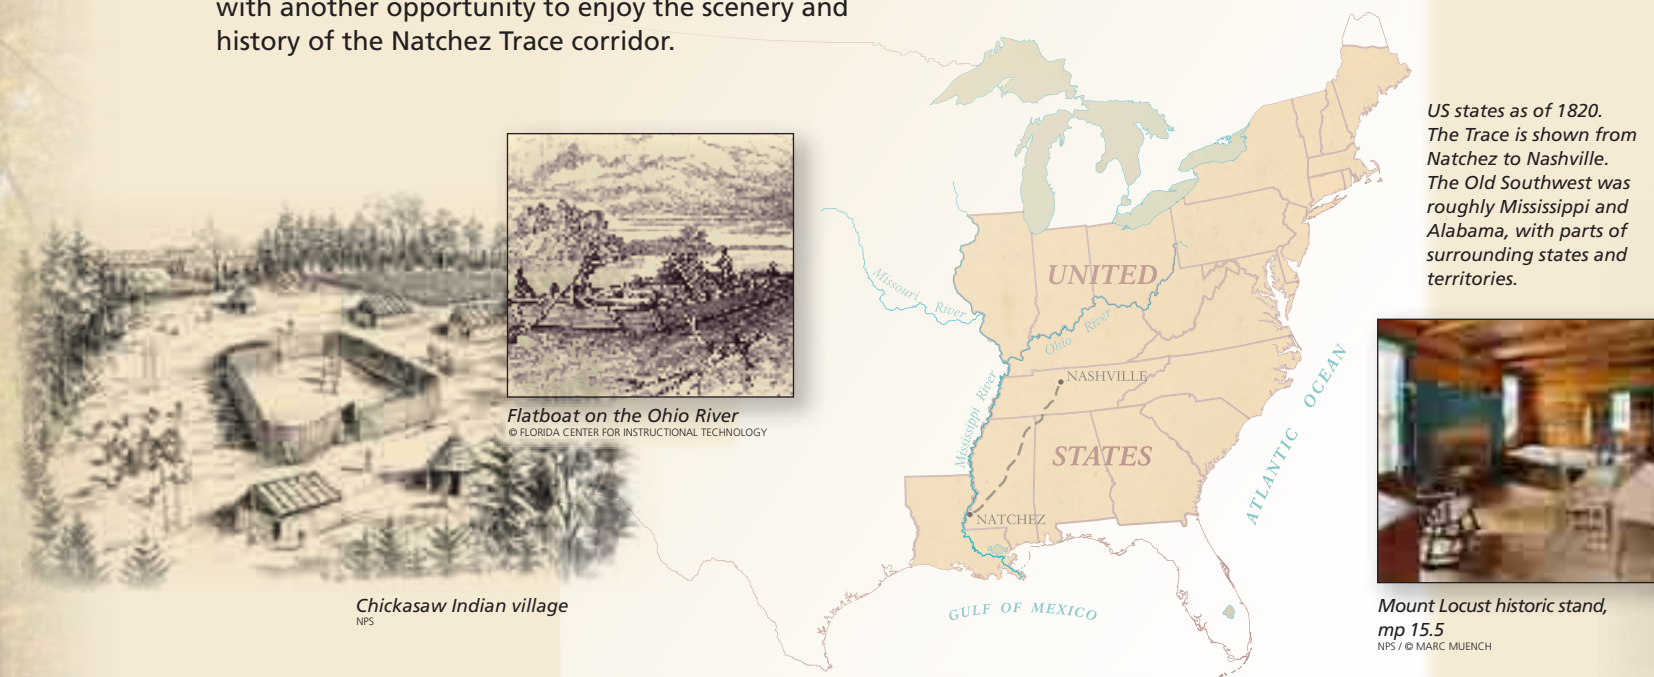 with another opportunity to enjoy the scenery and
history of the Natchez Trace corridor.
US states as of 1820.
The Trace is shown from
Natchez to Nashville.
The Old Southwest was
roughly Mississippi and
Alabama, with parts of
surrounding states and
territories.
Missouri River
UNITED
Ohio River
NASHVILLE
Mississippi River
STATES
NATCHEZ
ATLANTIC OCEAN
GULF OF MEXICO
Flatboat on the Ohio River
© FLORIDA CENTER FOR INSTRUCTIONAL TECHNOLOGY
Chickasaw Indian village
NPS
Mount Locust historic stand,
mp 15.5
NPS / © MARC MUENCH